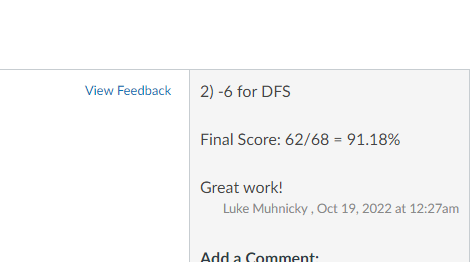 View Feedback
2) -6 for DFS
Final Score: 62/68 = 91.18%
Great work!
Luke Muhnicky , Oct 19, 2022 at 12:27am
Add a Comment: